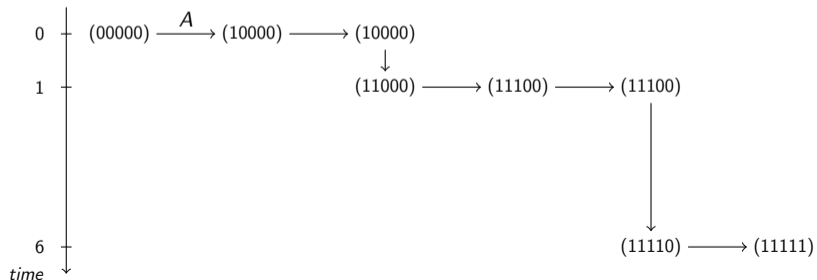 A
0 (00000) (10000) (10000)
1 (11000) (11100) (11100)
6 (11110) (11111)
time